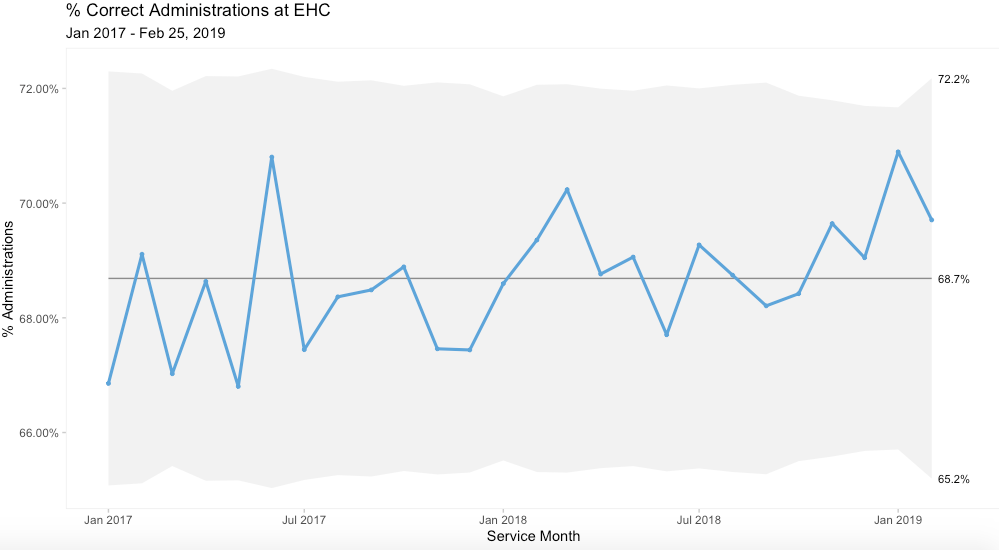 % Correct Administrations at EHC
Jan 2017 - Feb 25, 2019
% Administrations
72.00%
70.00%
68.00%
66.00%
72.2%
68.7%
65.2%
Jan 2017
Jul 2017
Jan 2018
Jul 2018
Jan 2019
Service Month